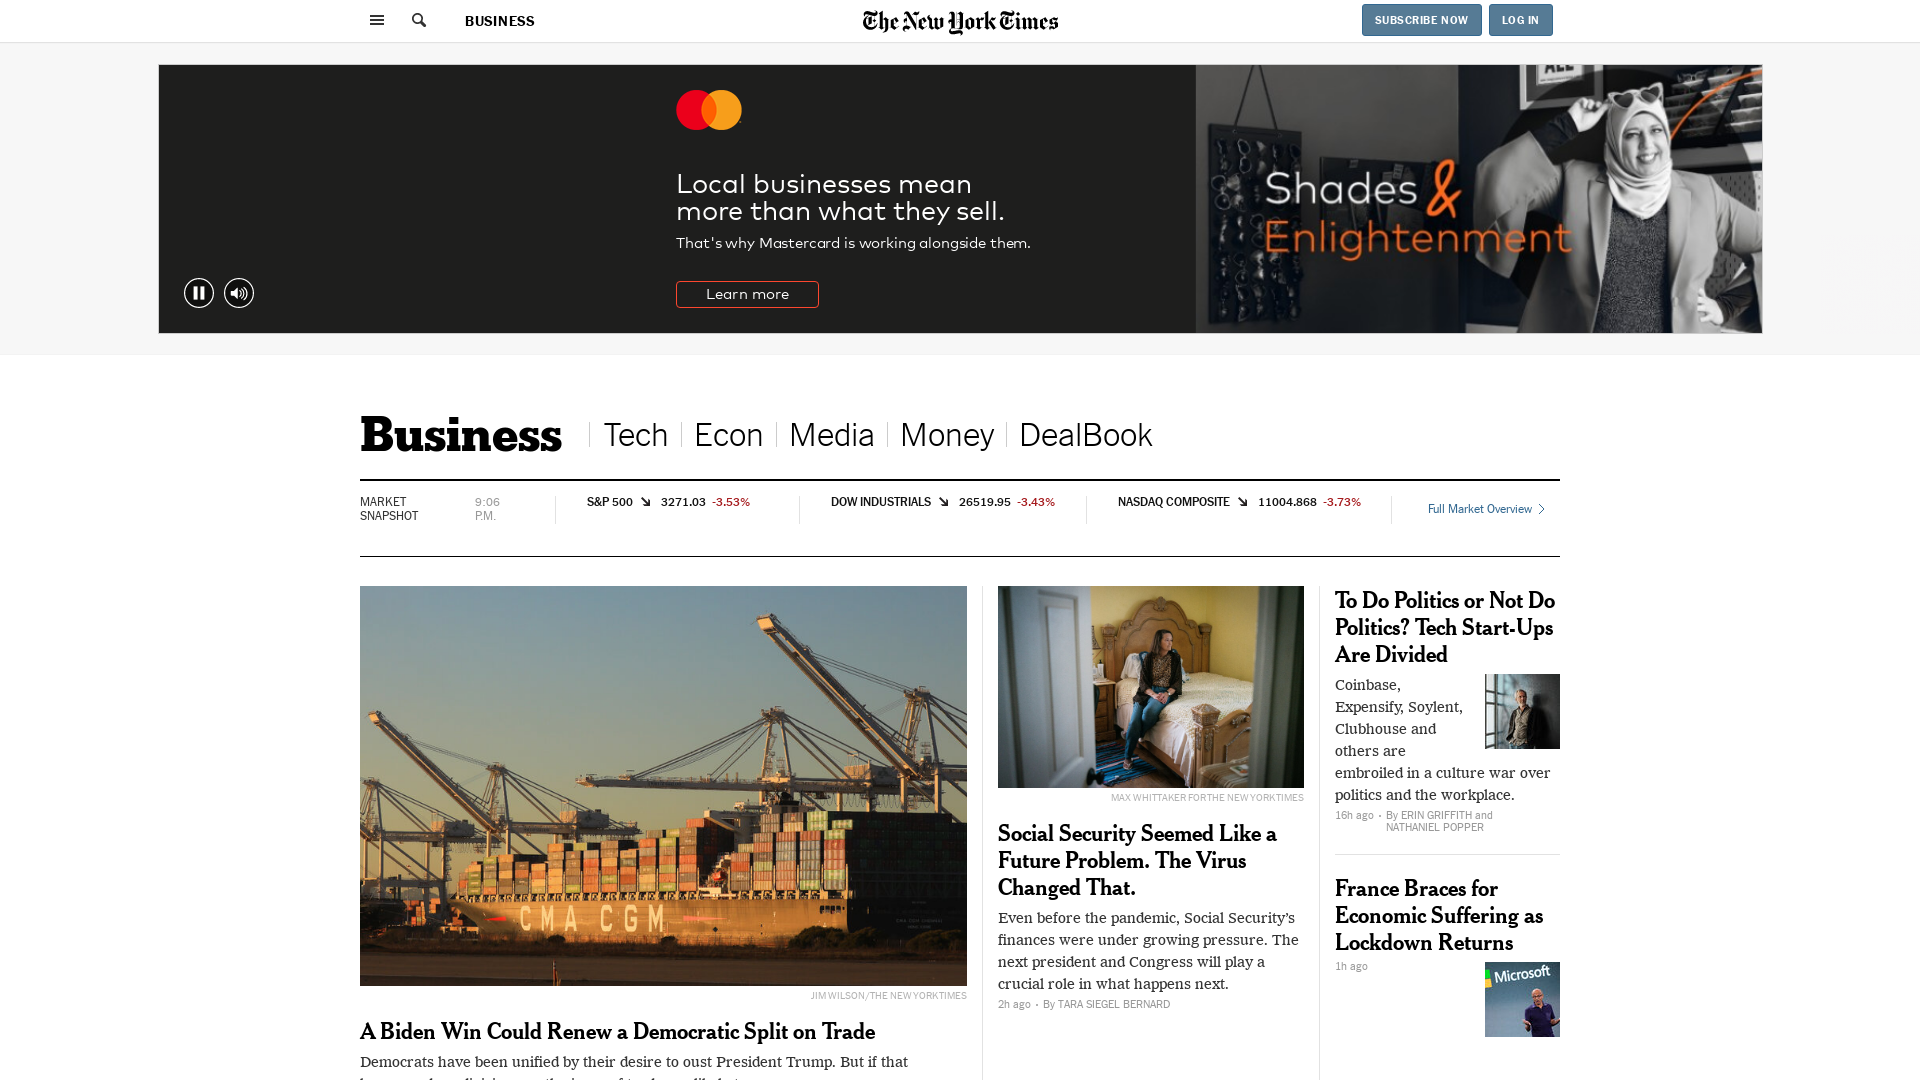 BUSINESS
The New York Times
SUBSCRIBE NOW
LOG IN
Local businesses mean
more than what they sell.
That's why Mastercard is working alongside them.
Learn more
ALL
Shades &
Enlightenment
Business
Tech
Econ
Media
Money
DealBook
MARKET
SNAPSHOT
9:06
P.M.
S&P 500 3271.03 -3.53%
DOW INDUSTRIALS 26519.95 -3.43%
NASDAQ COMPOSITE 11004.868 -3.73%
Full Market Overview
CMA CGM
JIM WILSON/THE NEW YORK TIMES
A Biden Win Could Renew a Democratic Split on Trade
Democrats have been unified by their desire to oust President Trump. But if that
MAX WHITTAKER FOR THE NEW YORK TIMES
Social Security Seemed Like a
Future Problem. The Virus
Changed That.
Even before the pandemic, Social Security’s
finances were under growing pressure. The
next president and Congress will play a
crucial role in what happens next.
2h ago · By TARA SIEGEL BERNARD
To Do Politics or Not Do
Politics? Tech Start-Ups
Are Divided
Coinbase,
Expensify, Soylent,
Clubhouse and
others are
embroiled in a culture war over
politics and the workplace.
16h ago · By ERIN GRIFFITH and
NATHANIEL POPPER
France Braces for
Economic Suffering as
Lockdown Returns
1h ago
Microsoft